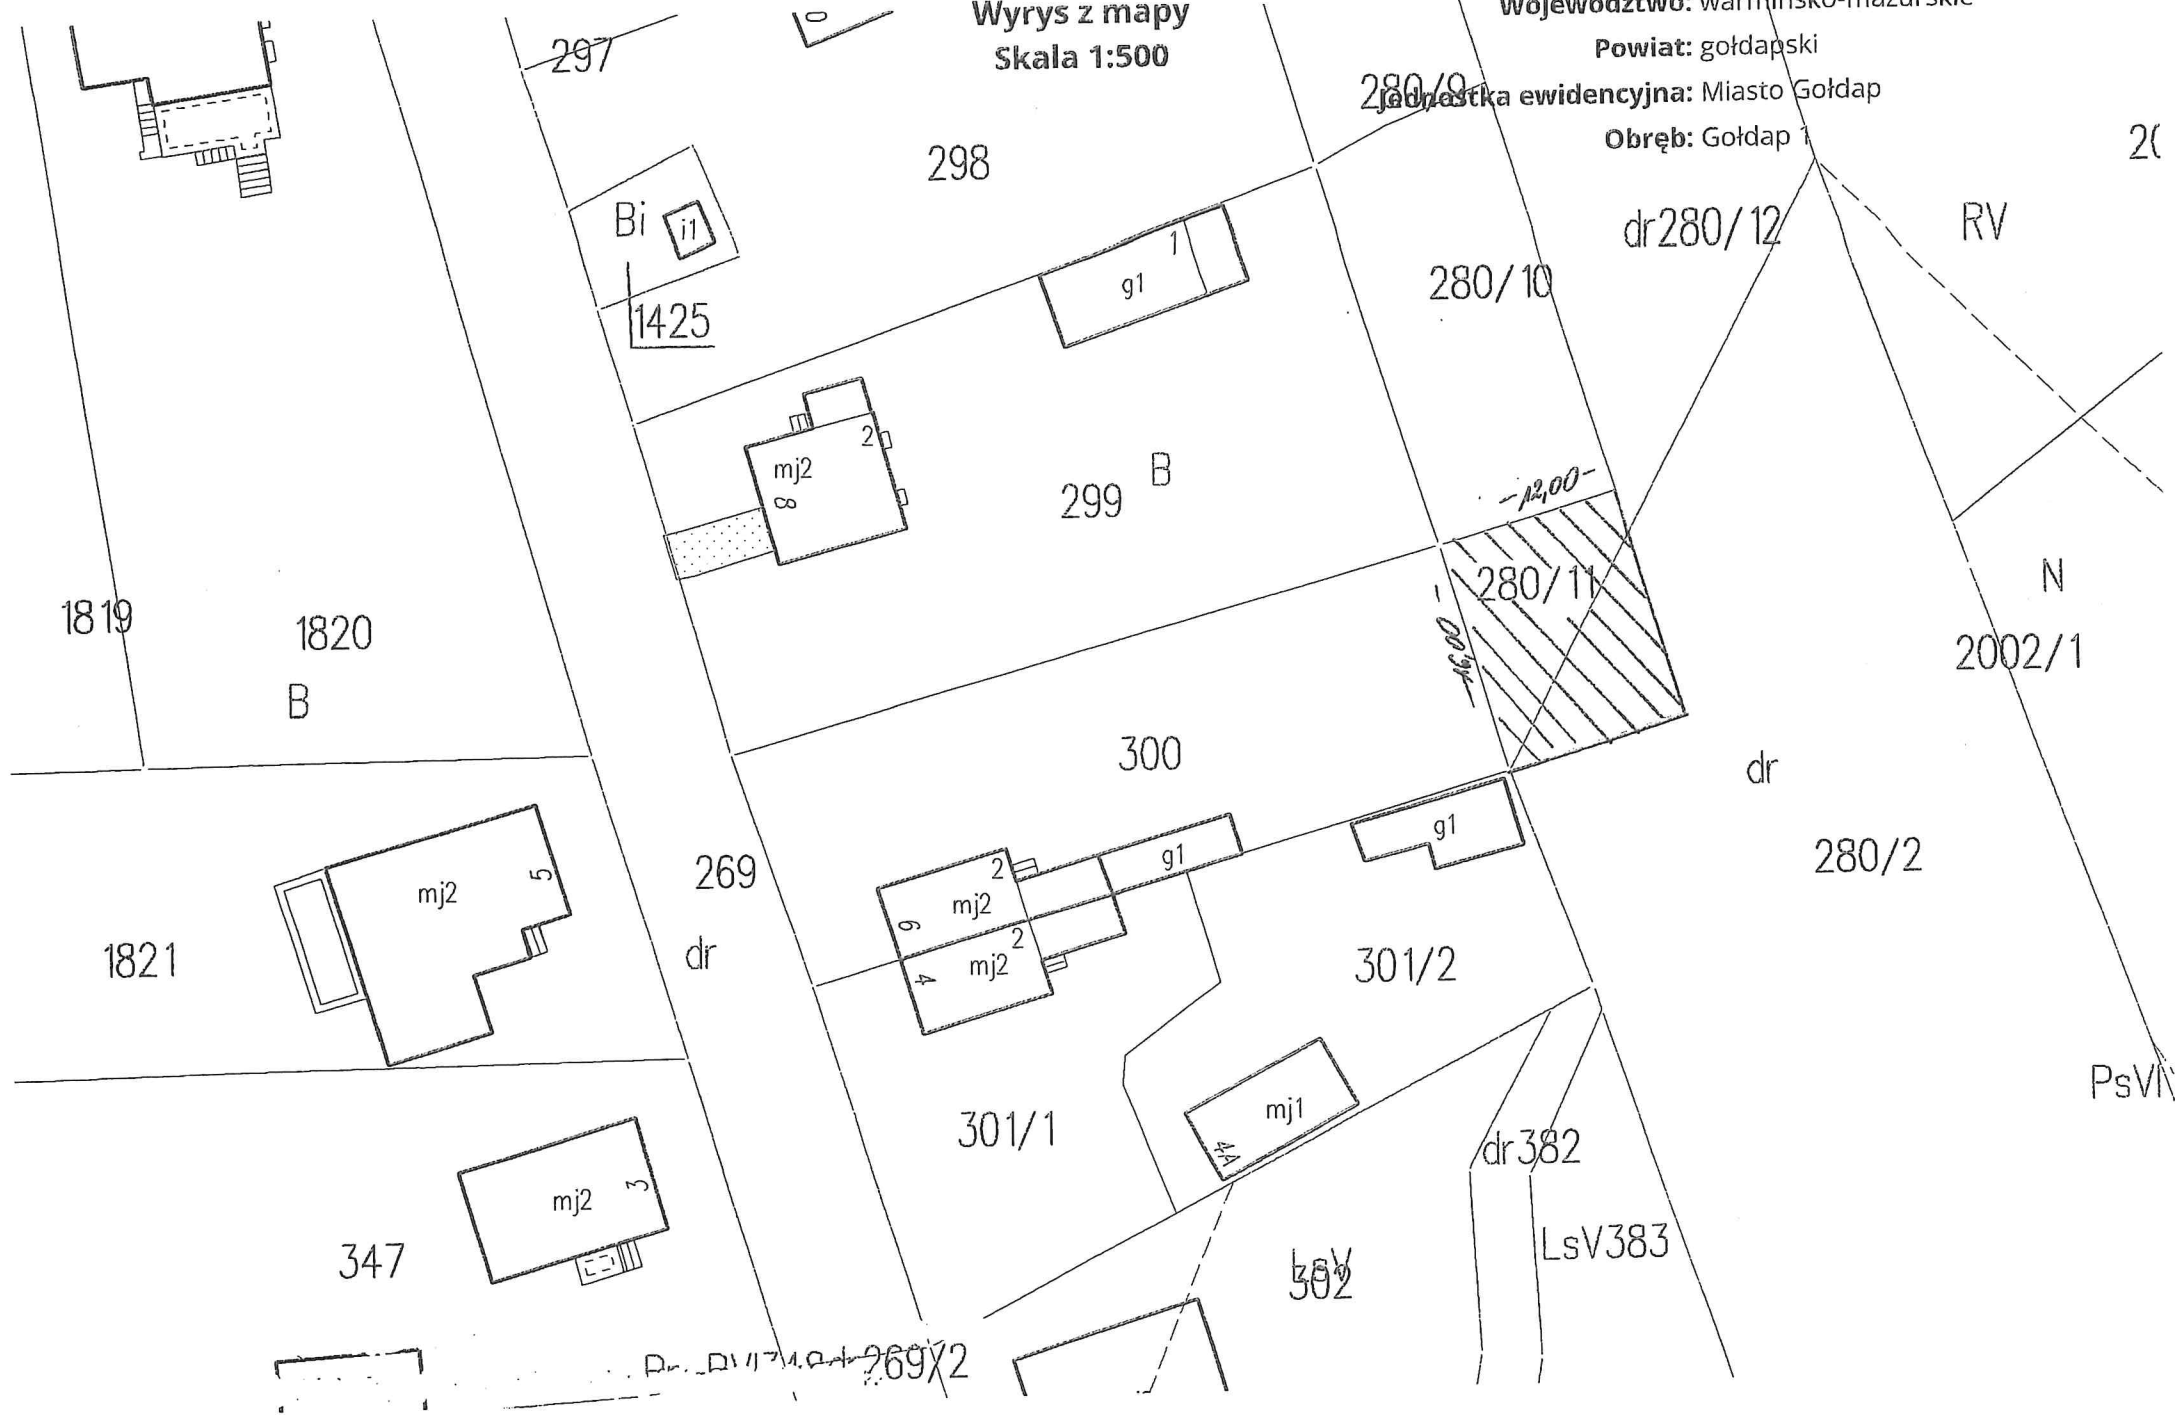 Wyrys z mapy
Skala 1:500
Województwo: warmińsko-mazurskie
Powiat: gołdapski
Jednostka ewidencyjna: Miasto Gołdap
Obręb: Gołdap 1
297
298
280/9
dr280/12
RV
Bi
i1
1425
1
g1
280/10
2
mj2
8
B
299
-12,00-
280/11
-16,00-
N
2002/1
1819
1820
B
300
dr
280/2
269
dr
mj2
5
1821
2
mj2
6
g1
g1
2
mj2
4
301/2
301/1
mj1
4A
dr382
PsVI
LsV383
mj2
3
347
LsV
302
269/2